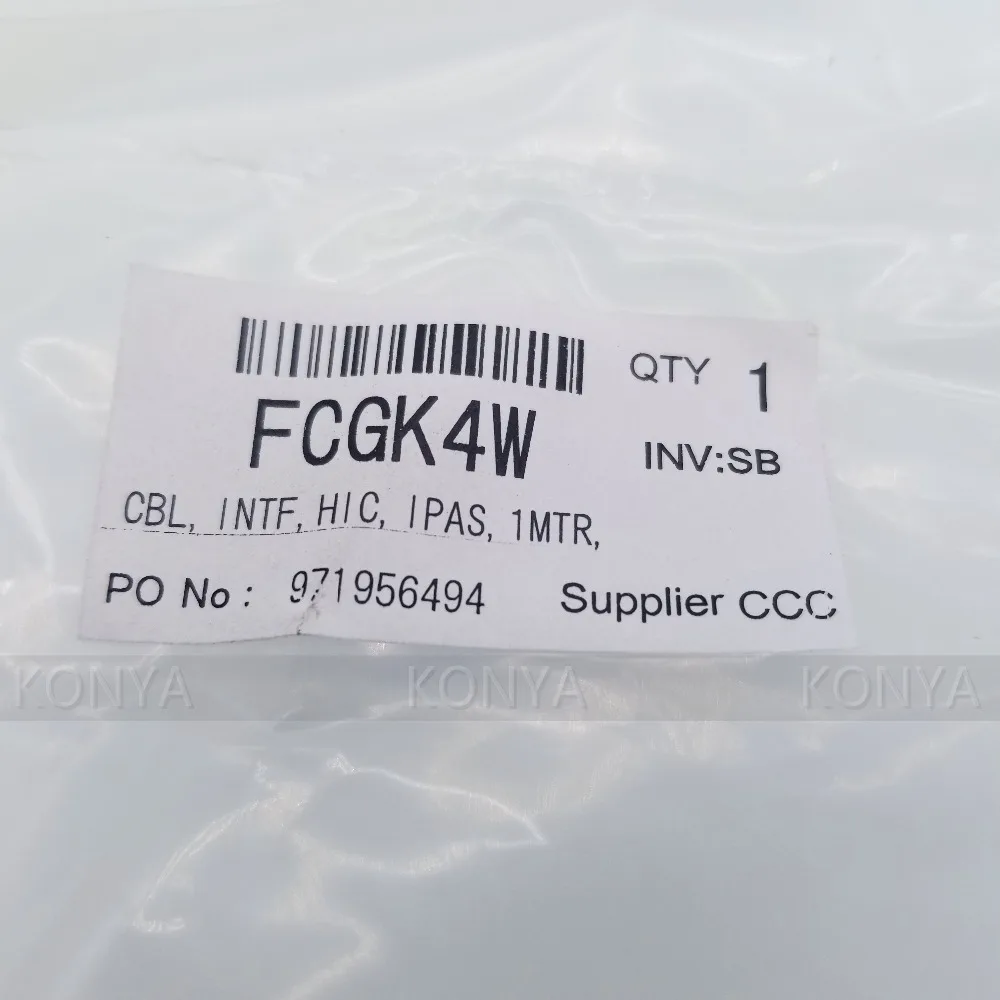 QTY 1
FCGK4W
INV:SB
CBL, INTF, HIC, IPAS, 1MTR,
PO No: 971956494 Supplier CCC
KONYA KONYA KONYA